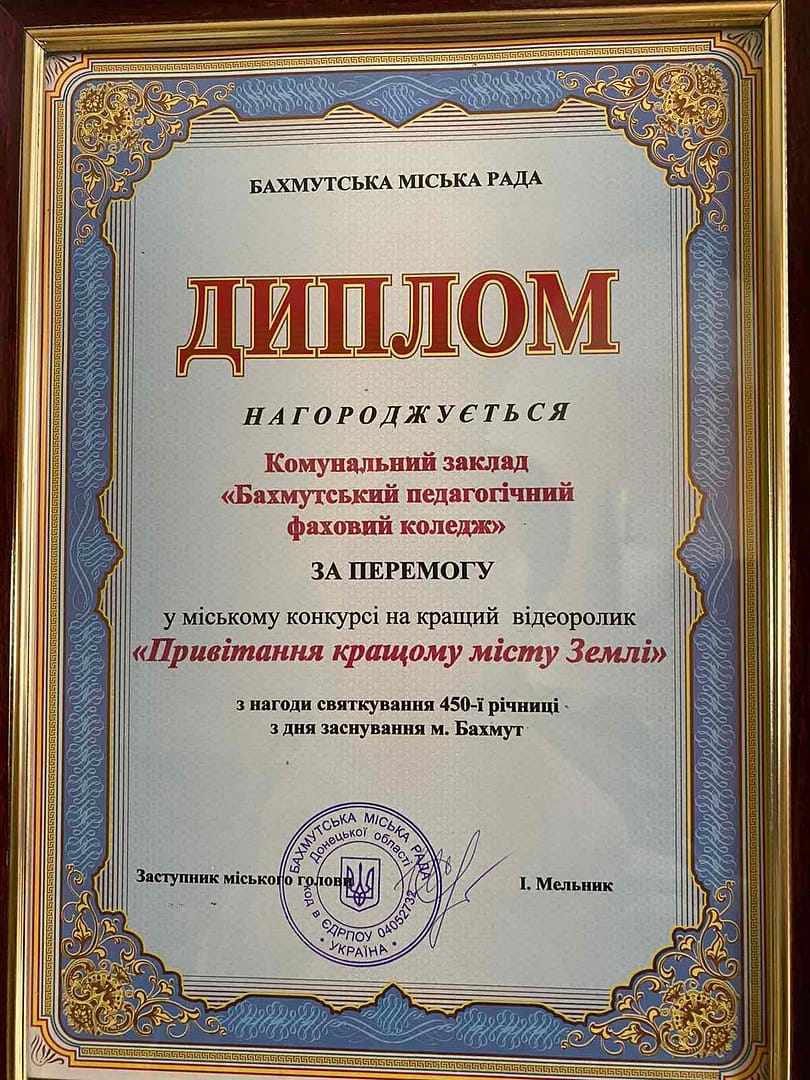 БАХМУТСЬКА МІСЬКА РАДА
ДИПЛОМ
НАГОРОДЖУЄТЬСЯ
Комунальний заклад
«Бахмутський педагогічний
фаховий коледж»
ЗА ПЕРЕМОГУ
у міському конкурсі на кращий відеоролик
«Привітання кращому місту Землі»
з нагоди святкування 450-ї річниці
з дня заснування м. Бахмут
Заступник міського голови
І. Мельник
БАХМУТСЬКА МІСЬКА РАДА
Донецької області
код в ЄДРПОУ 04052732
• УКРАЇНА •